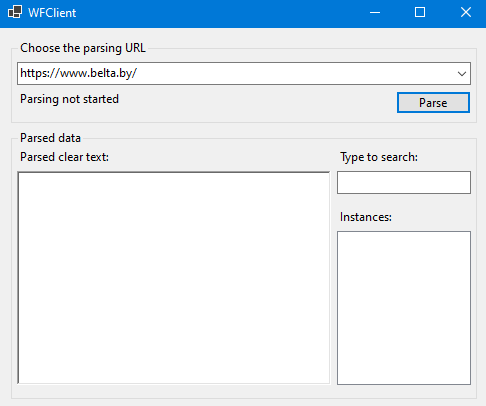 WFClient
Choose the parsing URL
https://www.belta.by/
Parsing not started
Parse
Parsed data
Parsed clear text:
Type to search:
Instances: